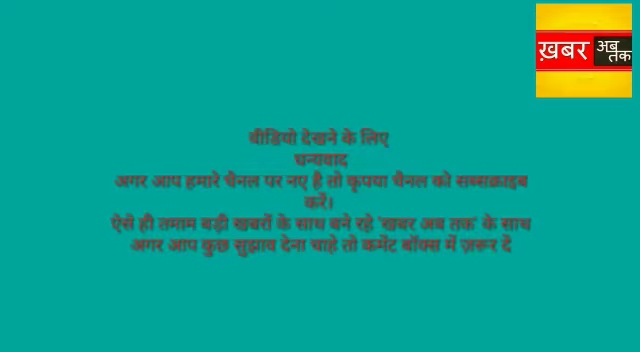 ख़बर अब तक
वीडियो देखने के लिए
धन्यवाद
अगर आप हमारे चैनल पर नए है तो कृपया चैनल को सब्सक्राइब
करें।
ऐसे ही तमाम बड़ी खबरों के साथ बने रहे 'खबर अब तक' के साथ
अगर आप कुछ सुझाव देना चाहे तो कमेंट बॉक्स में ज़रूर दें